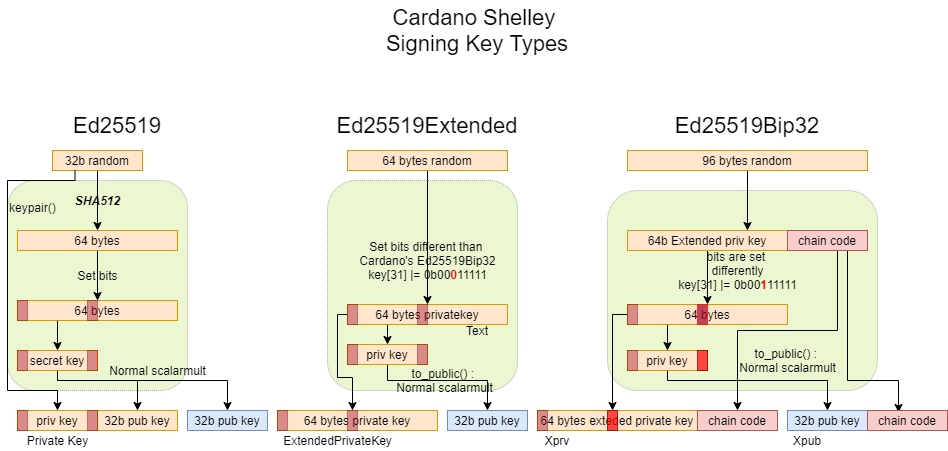 Cardano Shelley
Signing Key Types
Ed25519
32b random
keypair()
SHA512
64 bytes
Set bits
64 bytes
secret key
Normal scalarmult
priv key
32b pub key
32b pub key
Private Key
Ed25519Extended
64 bytes random
Set bits different than
Cardano's Ed25519Bip32
key[31] |= 0b00011111
64 bytes privatekey
Text
priv key
to_public() :
Normal scalarmult
64 bytes private key
32b pub key
ExtendedPrivateKey
Ed25519Bip32
96 bytes random
64b Extended priv key
chain code
bits are set
differently
key[31] |= 0b00111111
64 bytes
priv key
to_public() :
Normal scalarmult
64 bytes exteded private key
chain code
32b pub key
chain code
Xprv
Xpub